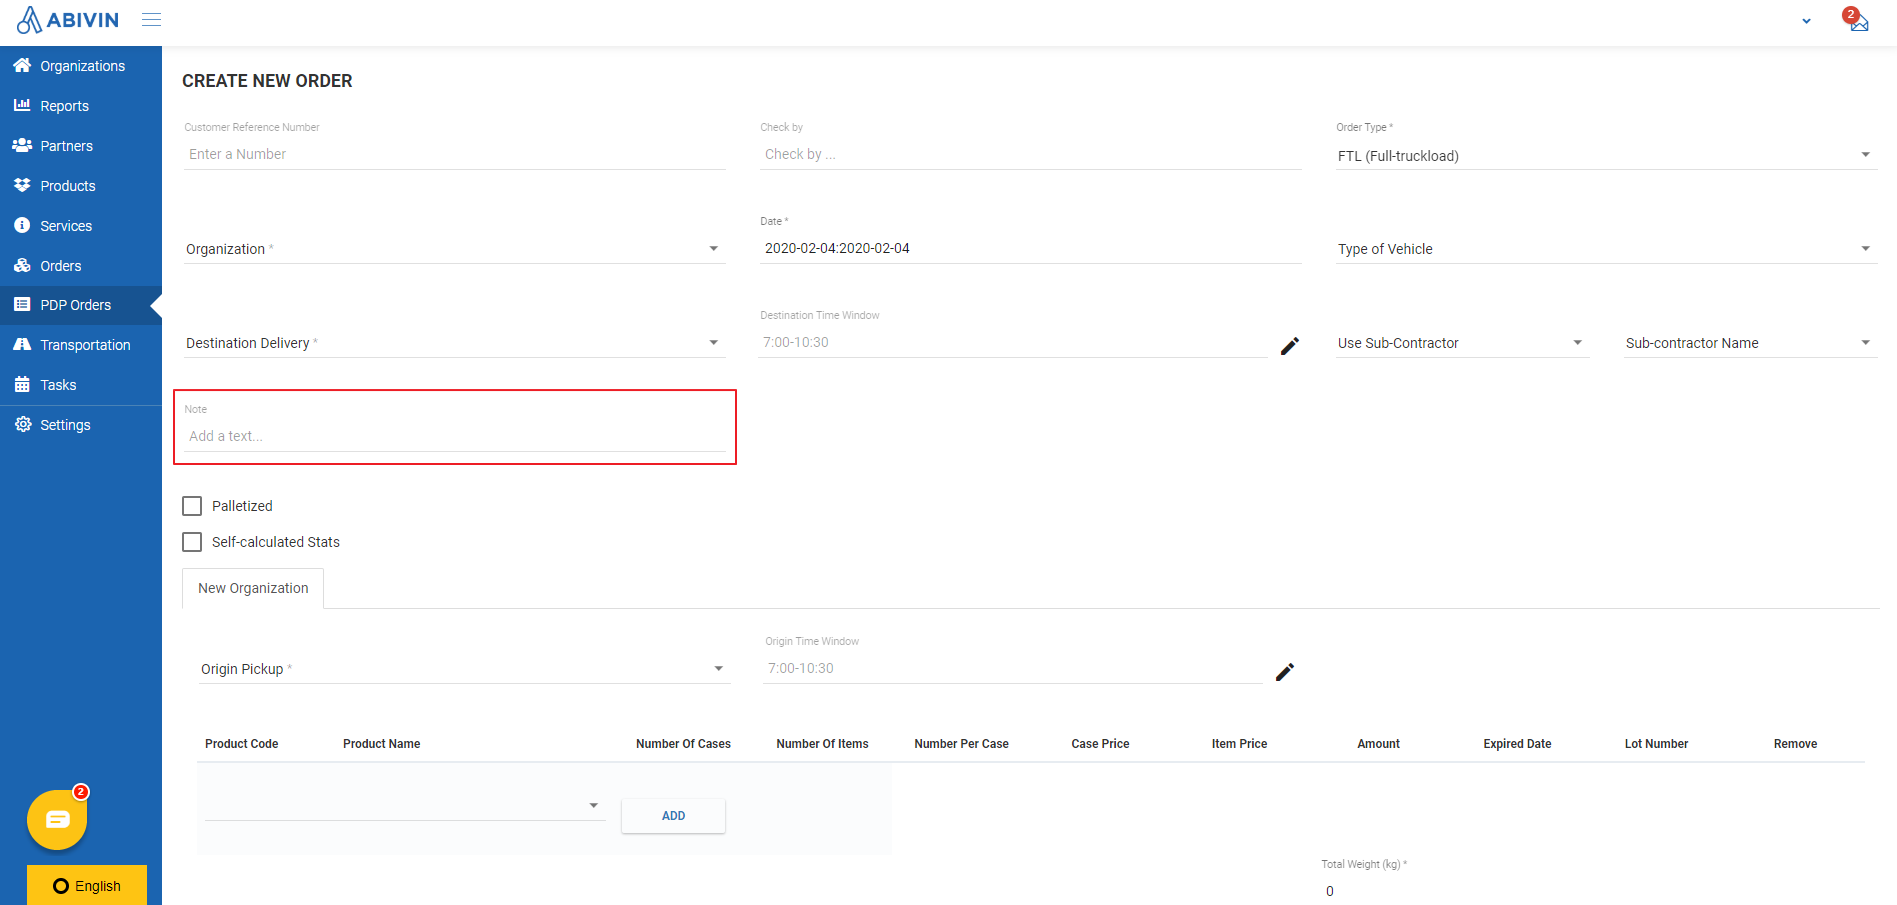 ABIVIN
2
Organizations
Reports
Partners
Products
Services
Orders
PDP Orders
Transportation
Tasks
Settings
2
English
CREATE NEW ORDER
Customer Reference Number
Enter a Number
Check by
Check by ...
Order Type *
FTL (Full-truckload)
Organization *
Date *
2020-02-04:2020-02-04
Type of Vehicle
Destination Delivery *
Destination Time Window
7:00-10:30
Use Sub-Contractor
Sub-contractor Name
Note
Add a text...
Palletized
Self-calculated Stats
New Organization
Origin Pickup *
Origin Time Window
7:00-10:30
Product Code Product Name Number Of Cases Number Of Items Number Per Case Case Price Item Price Amount Expired Date Lot Number Remove
ADD
Total Weight (kg) *
0